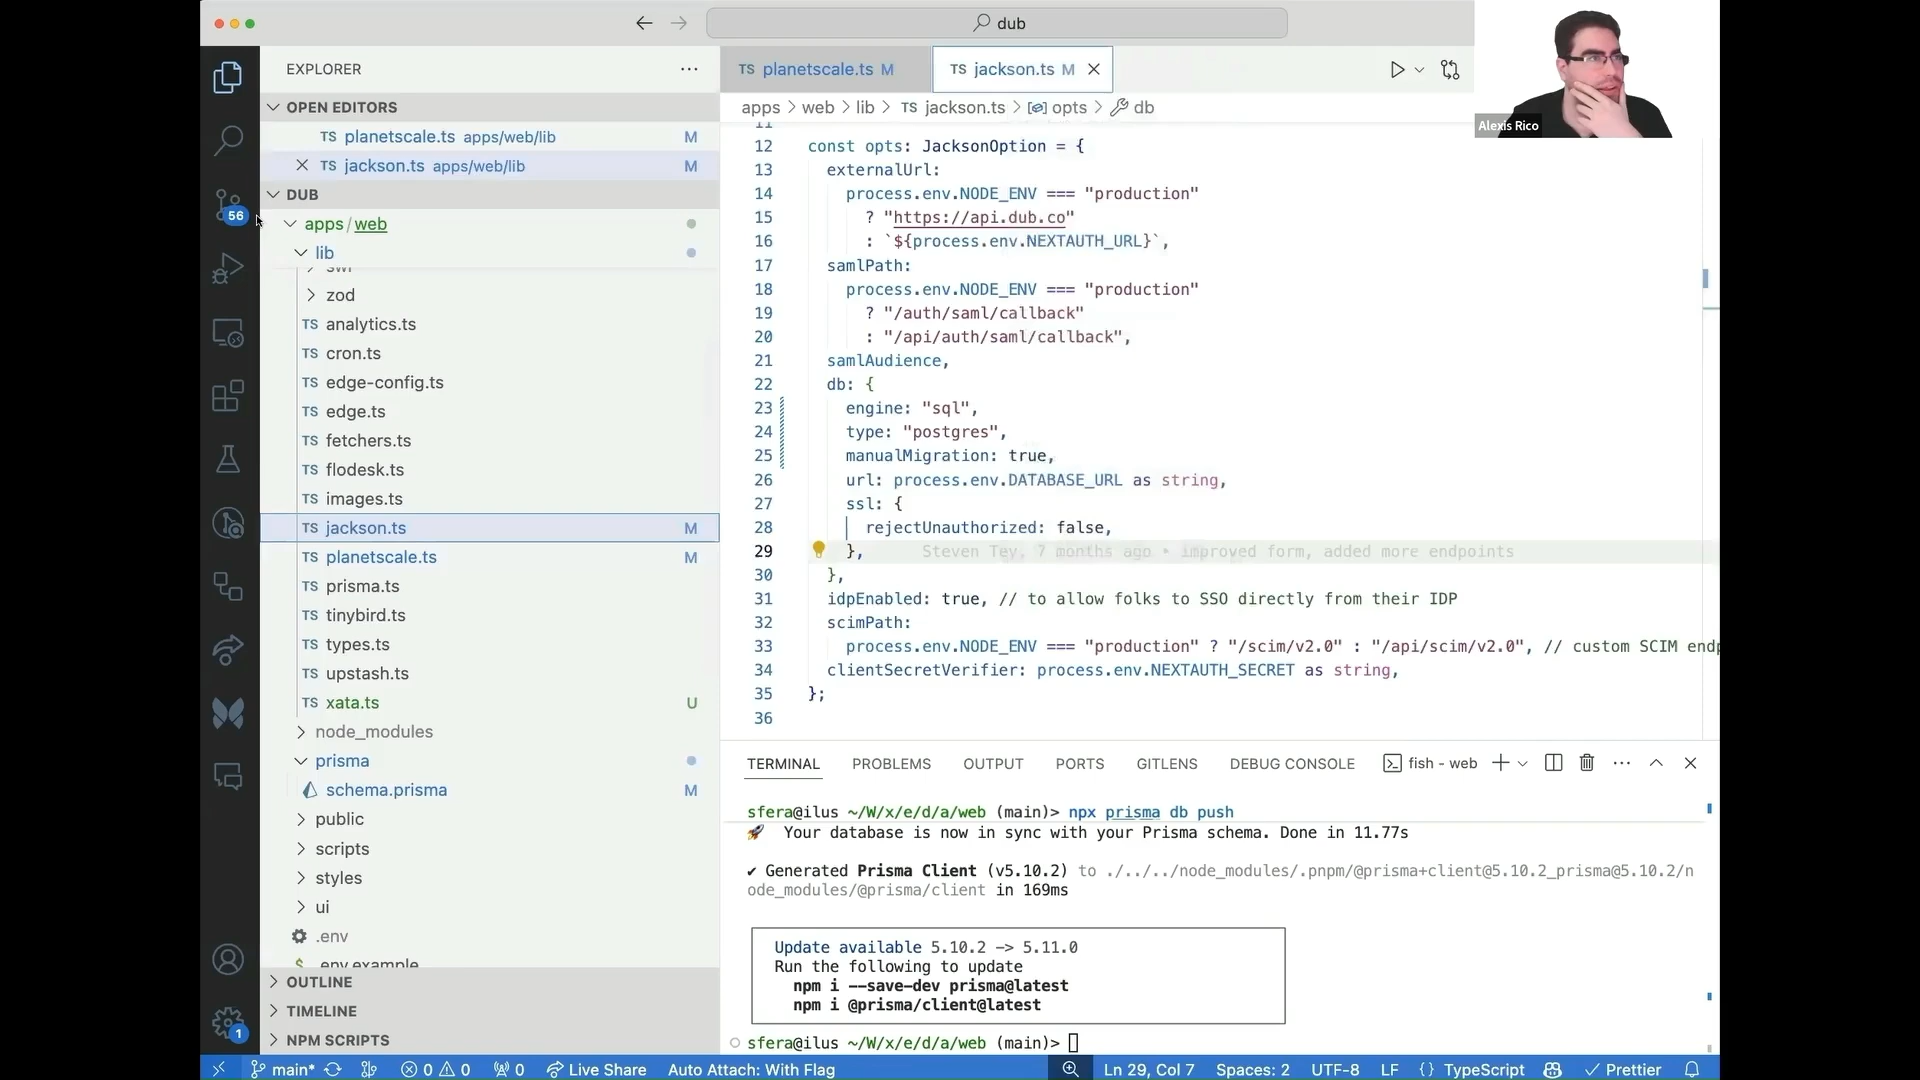 dub
EXPLORER
OPEN EDITORS
TS planetscale.ts apps/web/lib M
TS jackson.ts apps/web/lib M
DUB
apps / web
lib
swr
zod
TS analytics.ts
TS cron.ts
TS edge-config.ts
TS edge.ts
TS fetchers.ts
TS flodesk.ts
TS images.ts
TS jackson.ts M
TS planetscale.ts M
TS prisma.ts
TS tinybird.ts
TS types.ts
TS upstash.ts
TS xata.ts U
node_modules
prisma
schema.prisma M
public
scripts
styles
ui
.env
$ .env.example
OUTLINE
TIMELINE
NPM SCRIPTS
56
1
TS planetscale.ts M
TS jackson.ts M
apps > web > lib > TS jackson.ts > opts > db
11
12 const opts: JacksonOption = {
13 externalUrl:
14 process.env.NODE_ENV === "production"
15 ? "https://api.dub.co"
16 : `${process.env.NEXTAUTH_URL}`,
17 samlPath:
18 process.env.NODE_ENV === "production"
19 ? "/auth/saml/callback"
20 : "/api/auth/saml/callback",
21 samlAudience,
22 db: {
23 engine: "sql",
24 type: "postgres",
25 manualMigration: true,
26 url: process.env.DATABASE_URL as string,
27 ssl: {
28 rejectUnauthorized: false,
29 }, Steven Tey, 7 months ago • improved form, added more endpoints
30 },
31 idpEnabled: true, // to allow folks to SSO directly from their IDP
32 scimPath:
33 process.env.NODE_ENV === "production" ? "/scim/v2.0" : "/api/scim/v2.0", // custom SCIM endp
34 clientSecretVerifier: process.env.NEXTAUTH_SECRET as string,
35 };
36
Alexis Rico
TERMINAL PROBLEMS OUTPUT PORTS GITLENS DEBUG CONSOLE fish - web
sfera@ilus ~/W/x/e/d/a/web (main)> npx prisma db push
🚀 Your database is now in sync with your Prisma schema. Done in 11.77s
✔ Generated Prisma Client (v5.10.2) to ./../../node_modules/.pnpm/@prisma+client@5.10.2_prisma@5.10.2/n
ode_modules/@prisma/client in 169ms
Update available 5.10.2 -> 5.11.0
Run the following to update
npm i --save-dev prisma@latest
npm i @prisma/client@latest
sfera@ilus ~/W/x/e/d/a/web (main)>
main* 0 0 0 Live Share Auto Attach: With Flag Ln 29, Col 7 Spaces: 2 UTF-8 LF {} TypeScript Prettier